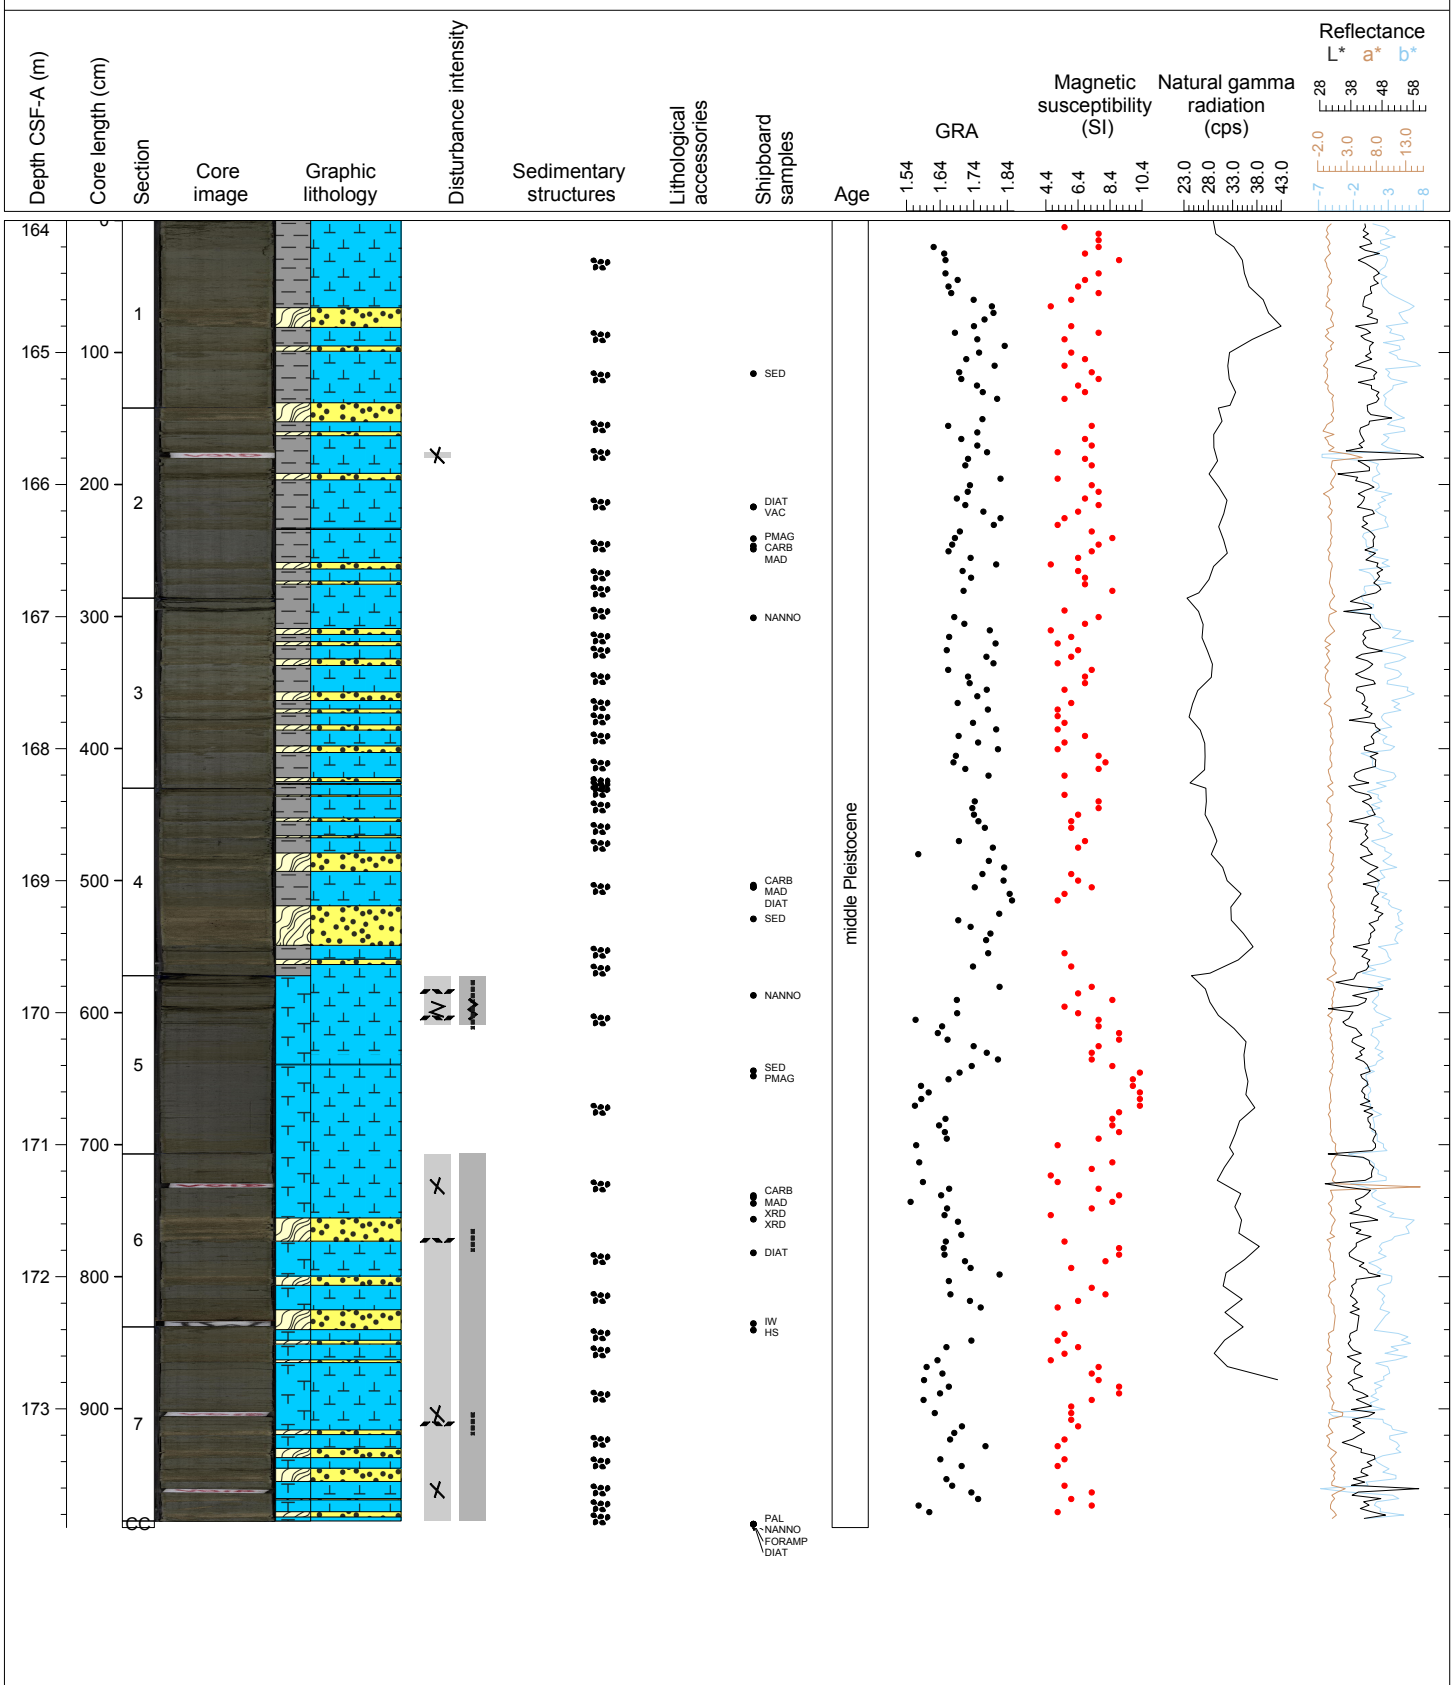 Depth CSF-A (m)
Core length (cm)
Section
Core
image
Graphic
lithology
Disturbance intensity
Sedimentary
structures
Lithological
accessories
Shipboard
samples
Age
GRA
1.54 1.64 1.74 1.84
Magnetic
susceptibility
(SI)
4.4 6.4 8.4 10.4
Natural gamma
radiation
(cps)
23.0 28.0 33.0 38.0 43.0
Reflectance
L* a* b*
28 38 48 58
-2.0 3.0 8.0 13.0
-7 -2 3 8
164
165
166
167
168
169
170
171
172
173
0
100
200
300
400
500
600
700
800
900
1
2
3
4
5
6
7
CC
VOID
SED
DIAT
VAC
PMAG
CARB
MAD
NANNO
CARB
MAD
DIAT
SED
NANNO
SED
PMAG
CARB
MAD
XRD
XRD
DIAT
IW
HS
PAL
NANNO
FORAMP
DIAT
middle Pleistocene